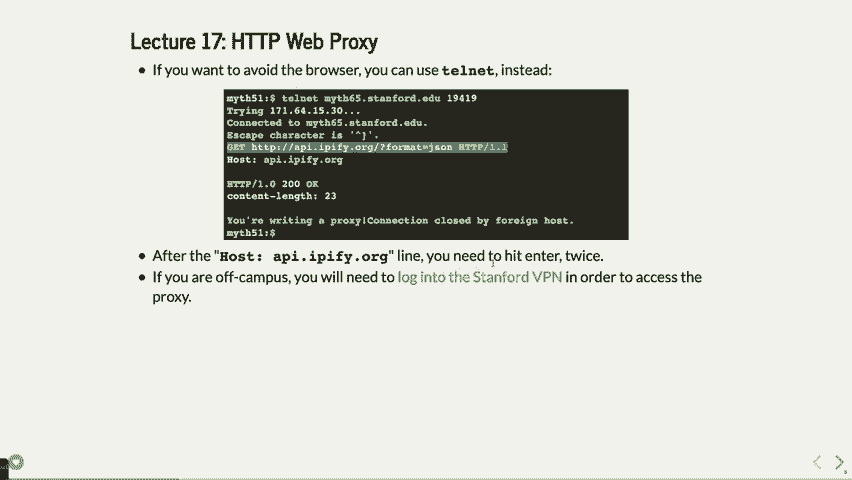 Lecture 17: HTTP Web Proxy
• If you want to avoid the browser, you can use telnet, instead:
myth51:$ telnet myth65.stanford.edu 19419
Trying 171.64.15.30...
Connected to myth65.stanford.edu.
Escape character is '^]'.
GET http://api.ipify.org/?format=json HTTP/1.1
Host: api.ipify.org
HTTP/1.0 200 OK
content-length: 23
You're writing a proxy!Connection closed by foreign host.
myth51:$
• After the "Host: api.ipify.org" line, you need to hit enter, twice.
• If you are off-campus, you will need to log into the Stanford VPN in order to access the
proxy.